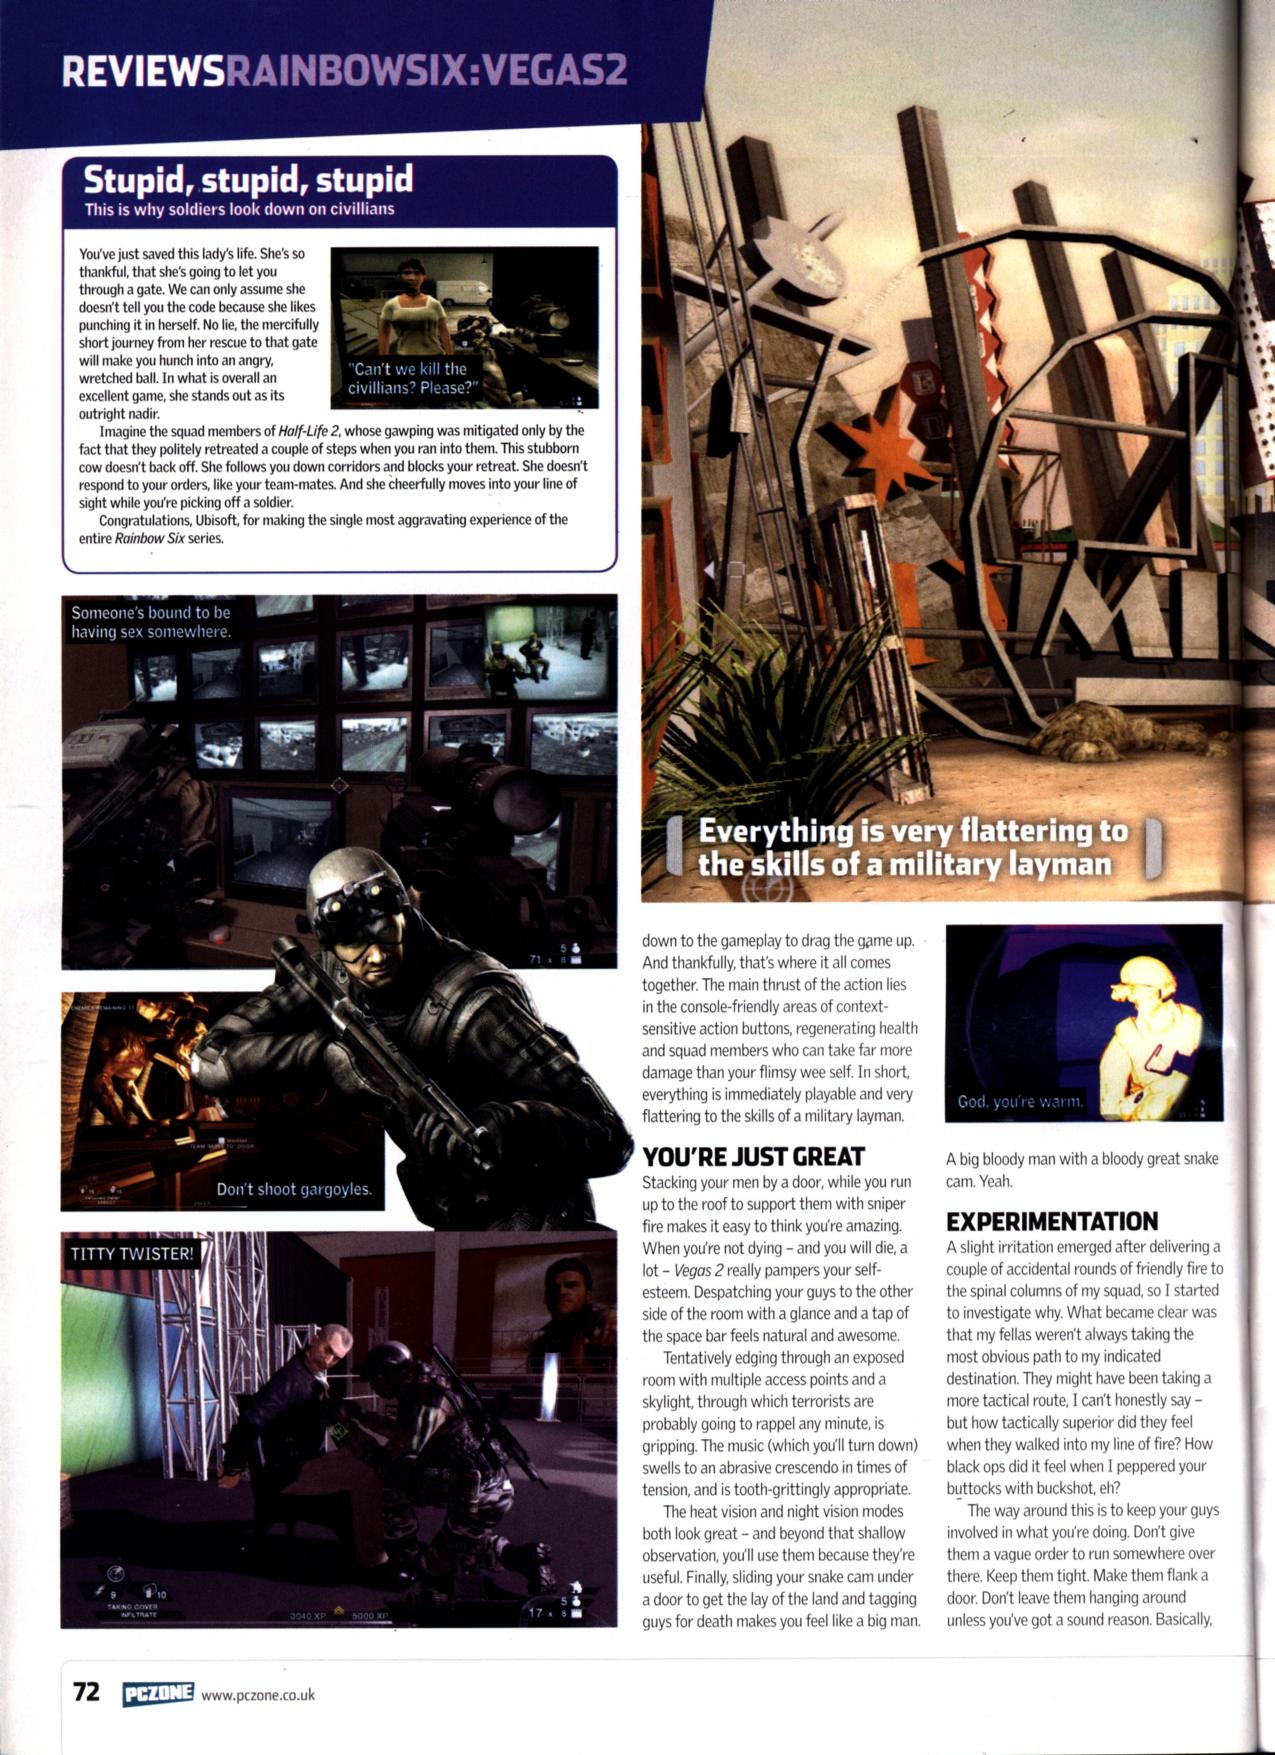 REVIEWSRAINBOWSIX:VEGAS2
Stupid, stupid, stupid
This is why soldiers look down on civillians
You've just saved this lady's life. She's so
thankful, that she's going to let you
through a gate. We can only assume she
doesn't tell you the code because she likes
punching it in herself. No lie, the mercifully
short journey from her rescue to that gate
will make you hunch into an angry,
wretched ball. In what is overall an
excellent game, she stands out as its
outright nadir.
"Can't we kill the
civillians? Please?"
Imagine the squad members of Half-Life 2, whose gawping was mitigated only by the
fact that they politely retreated a couple of steps when you ran into them. This stubborn
cow doesn't back off. She follows you down corridors and blocks your retreat. She doesn't
respond to your orders, like your team-mates. And she cheerfully moves into your line of
sight while you're picking off a soldier.
Congratulations, Ubisoft, for making the single most aggravating experience of the
entire Rainbow Six series.
Someone's bound to be
having sex somewhere.
5
71 x 8
Don't shoot gargoyles.
TITTY TWISTER!
9
10
TAKING COVER
INFILTRATE
3040 XP
5000 XP
5
17 x 8
MIN
Everything is very flattering to
the skills of a military layman
down to the gameplay to drag the game up.
And thankfully, that's where it all comes
together. The main thrust of the action lies
in the console-friendly areas of context-
sensitive action buttons, regenerating health
and squad members who can take far more
damage than your flimsy wee self. In short,
everything is immediately playable and very
flattering to the skills of a military layman.
YOU'RE JUST GREAT
Stacking your men by a door, while you run
up to the roof to support them with sniper
fire makes it easy to think you're amazing.
When you're not dying – and you will die, a
lot – Vegas 2 really pampers your self-
esteem. Despatching your guys to the other
side of the room with a glance and a tap of
the space bar feels natural and awesome.
Tentatively edging through an exposed
room with multiple access points and a
skylight, through which terrorists are
probably going to rappel any minute, is
gripping. The music (which you'll turn down)
swells to an abrasive crescendo in times of
tension, and is tooth-grittingly appropriate.
The heat vision and night vision modes
both look great – and beyond that shallow
observation, you'll use them because they're
useful. Finally, sliding your snake cam under
a door to get the lay of the land and tagging
guys for death makes you feel like a big man.
God, you're warm.
A big bloody man with a bloody great snake
cam. Yeah.
EXPERIMENTATION
A slight irritation emerged after delivering a
couple of accidental rounds of friendly fire to
the spinal columns of my squad, so I started
to investigate why. What became clear was
that my fellas weren't always taking the
most obvious path to my indicated
destination. They might have been taking a
more tactical route, I can't honestly say –
but how tactically superior did they feel
when they walked into my line of fire? How
black ops did it feel when I peppered your
buttocks with buckshot, eh?
The way around this is to keep your guys
involved in what you're doing. Don't give
them a vague order to run somewhere over
there. Keep them tight. Make them flank a
door. Don't leave them hanging around
unless you've got a sound reason. Basically,
72
PCZONE
www.pczone.co.uk